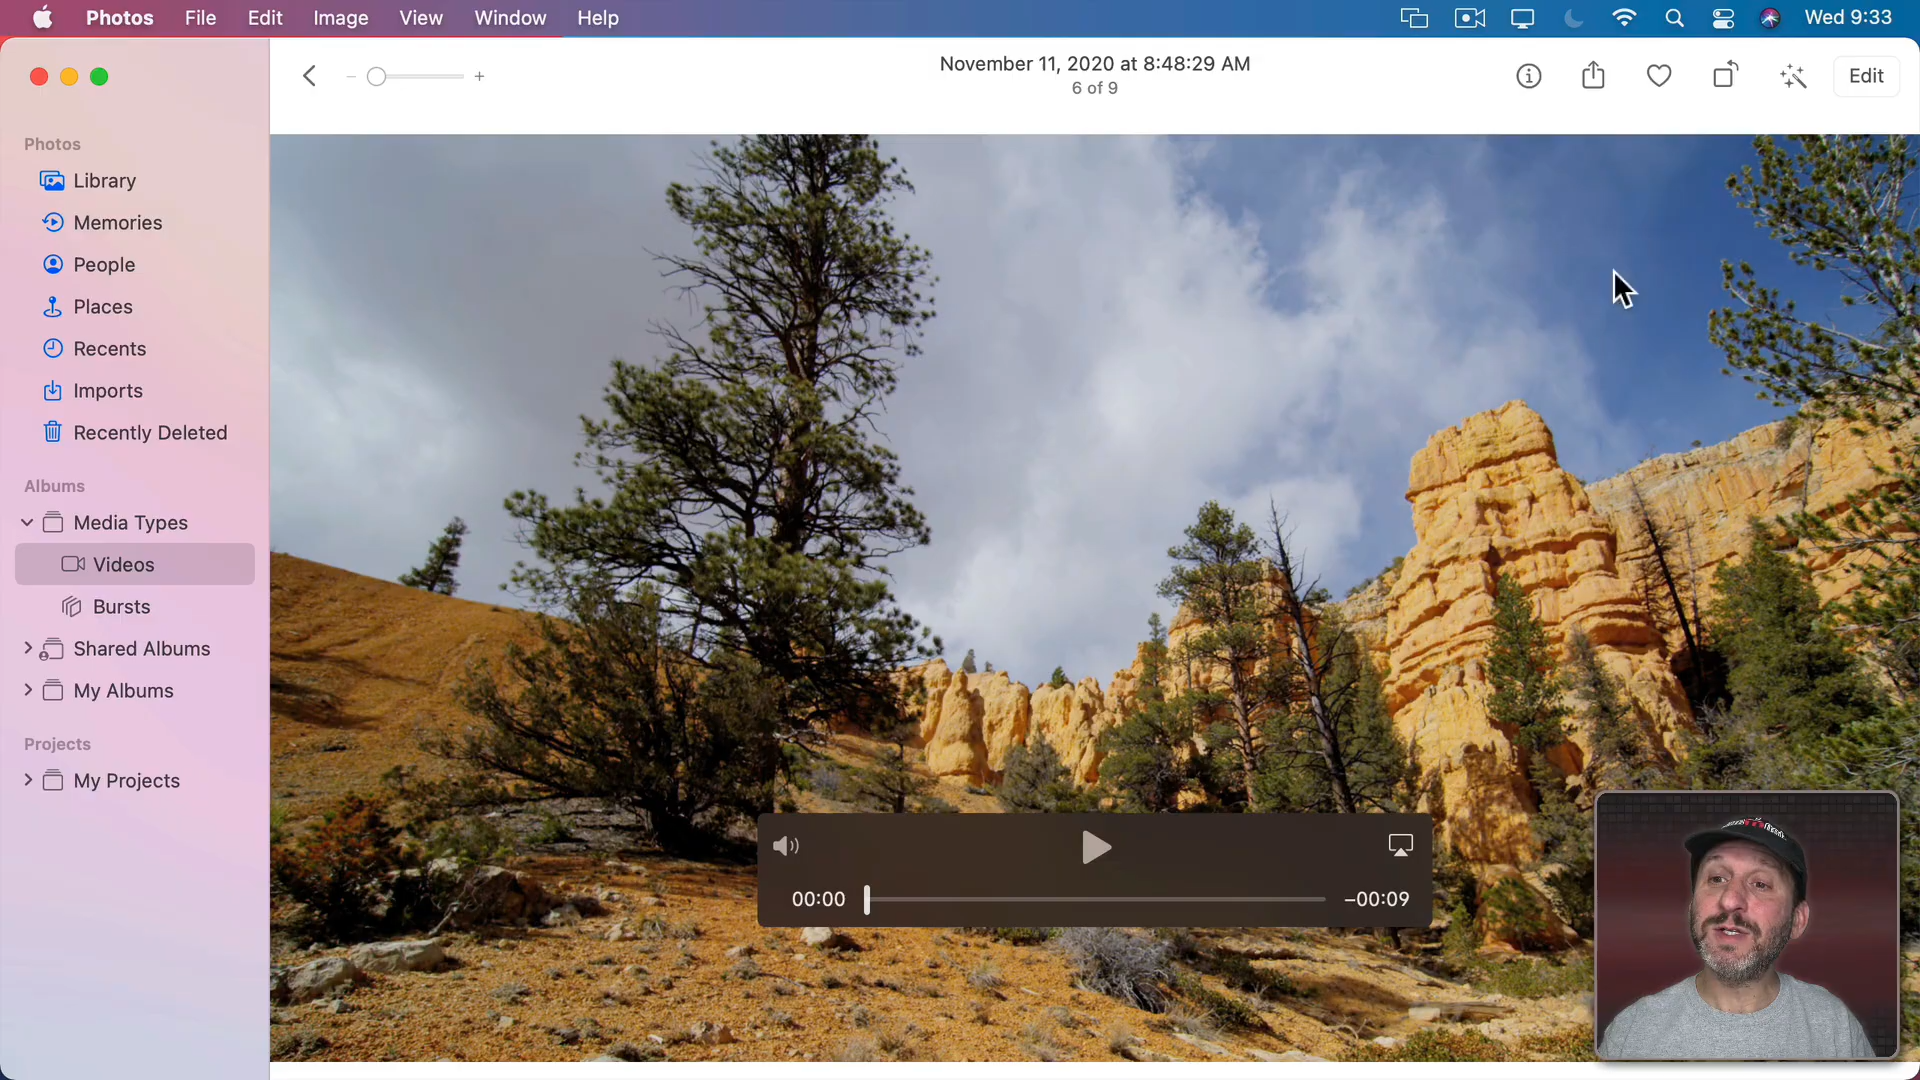 Photos File Edit Image View Window Help Wed 9:33
November 11, 2020 at 8:48:29 AM
6 of 9
Edit
Photos
Library
Memories
People
Places
Recents
Imports
Recently Deleted
Albums
Media Types
Videos
Bursts
Shared Albums
My Albums
Projects
My Projects
00:00 –00:09